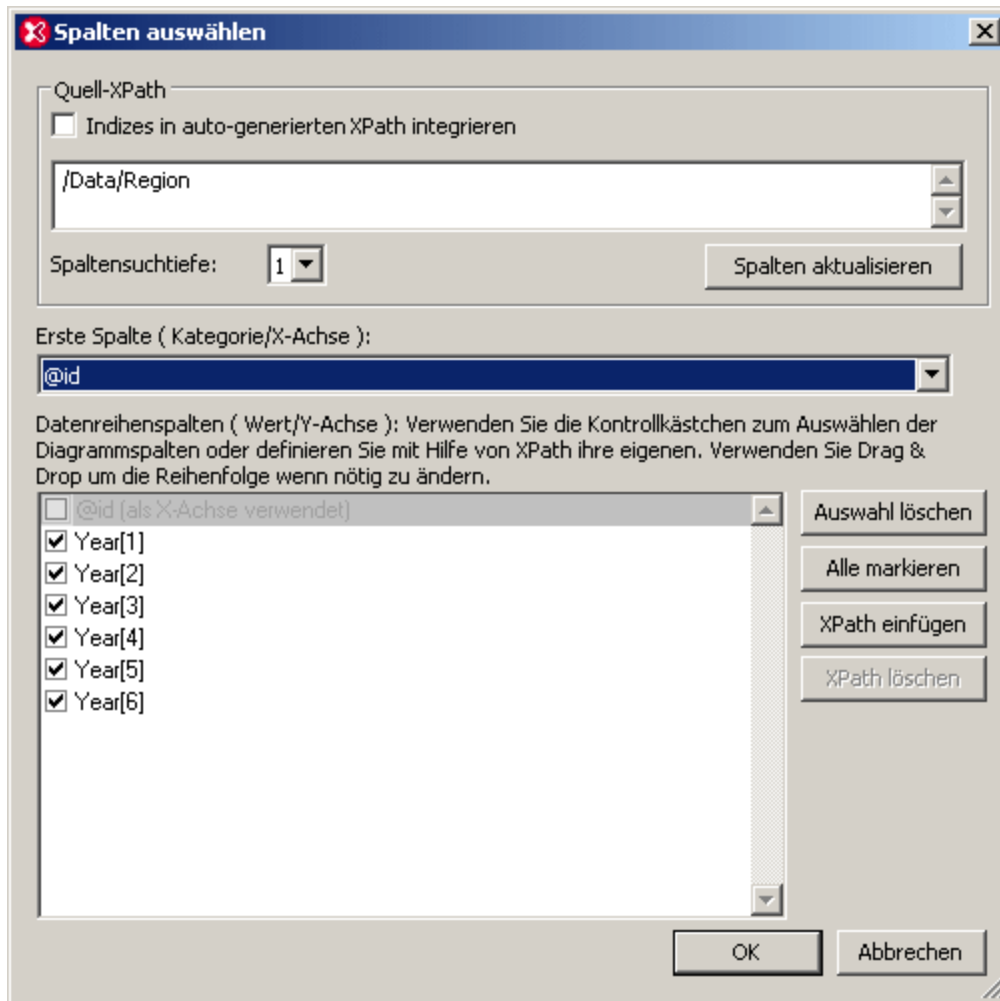 Spalten auswählen
Quell-XPath
Indizes in auto-generierten XPath integrieren
/Data/Region
Spaltensuchtiefe: 1 Spalten aktualisieren
Erste Spalte ( Kategorie/X-Achse ):
@id
Datenreihenspalten ( Wert/Y-Achse ): Verwenden Sie die Kontrollkästchen zum Auswählen der
Diagrammspalten oder definieren Sie mit Hilfe von XPath ihre eigenen. Verwenden Sie Drag &
Drop um die Reihenfolge wenn nötig zu ändern.
@id (als X-Achse verwendet)
Year[1]
Year[2]
Year[3]
Year[4]
Year[5]
Year[6]
Auswahl löschen
Alle markieren
XPath einfügen
XPath löschen
OK Abbrechen